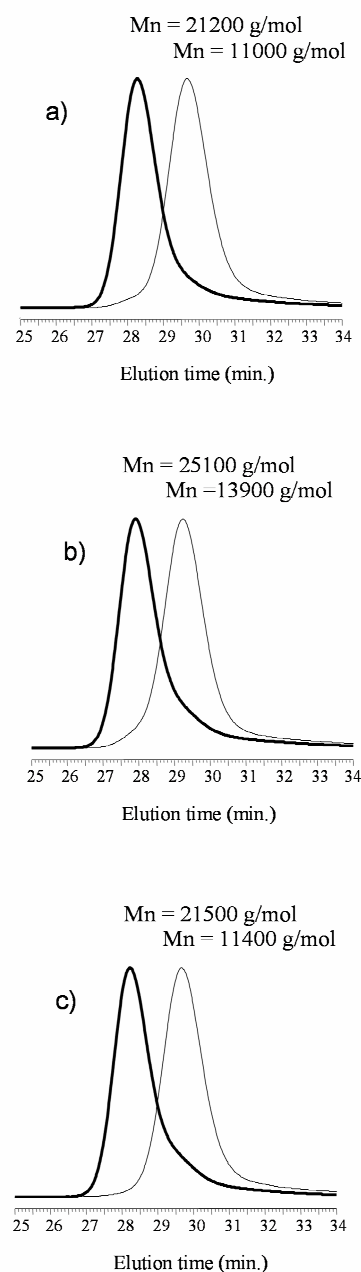 Mn = 21200 g/mol
Mn = 11000 g/mol
a)
25 26 27 28 29 30 31 32 33 34
Elution time (min.)
Mn = 25100 g/mol
Mn =13900 g/mol
b)
25 26 27 28 29 30 31 32 33 34
Elution time (min.)
Mn = 21500 g/mol
Mn = 11400 g/mol
c)
25 26 27 28 29 30 31 32 33 34
Elution time (min.)